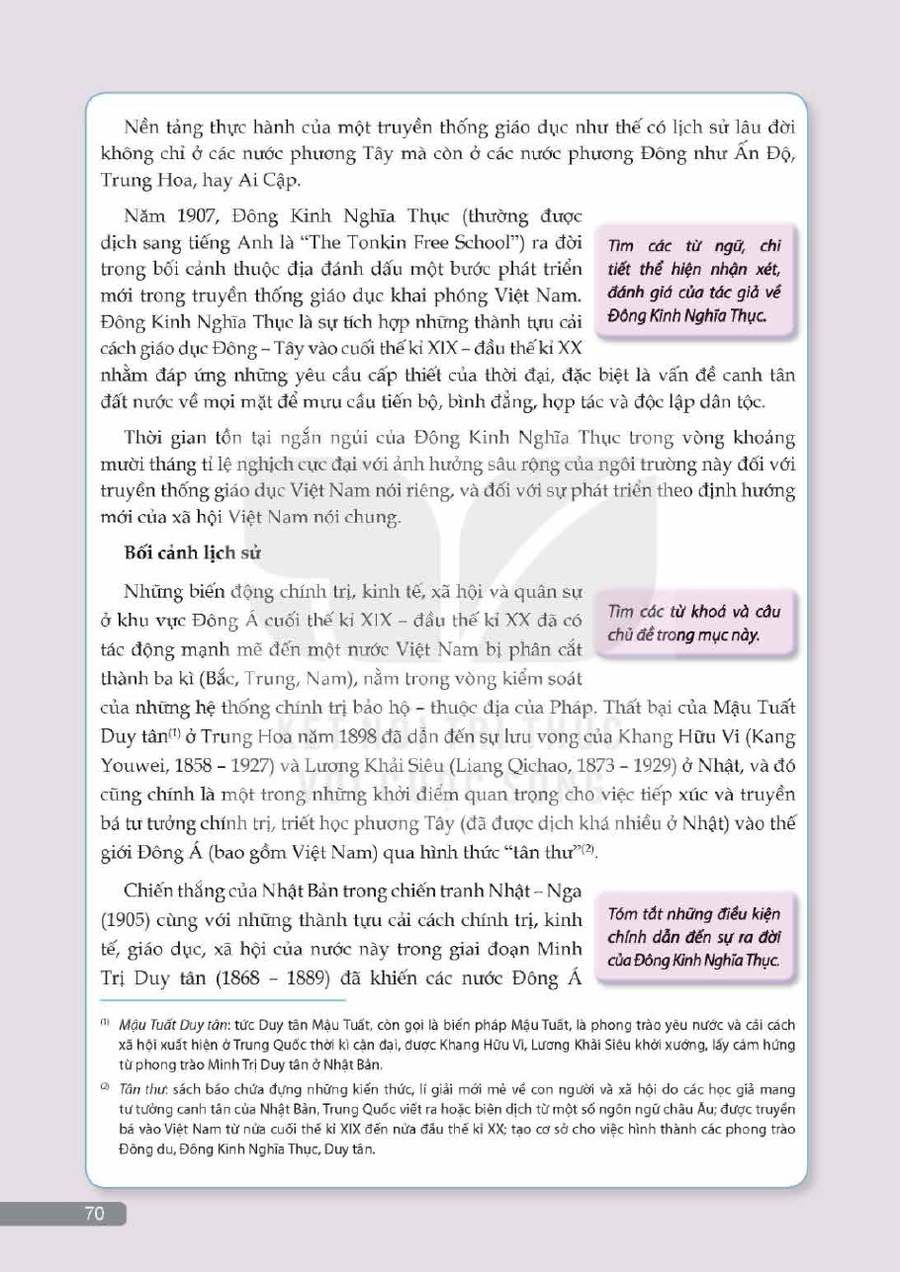 Nền tảng thực hành của một truyền thống giáo dục như thế có lịch sử lâu đời
không chỉ ở các nước phương Tây mà còn ở các nước phương Đông như Ấn Độ,
Trung Hoa, hay Ai Cập.
Năm 1907, Đông Kinh Nghĩa Thục (thường được
dịch sang tiếng Anh là “The Tonkin Free School”) ra đời
trong bối cảnh thuộc địa đánh dấu một bước phát triển
mới trong truyền thống giáo dục khai phóng Việt Nam.
Đông Kinh Nghĩa Thục là sự tích hợp những thành tựu cải
cách giáo dục Đông – Tây vào cuối thế kỉ XIX – đầu thế kỉ XX
nhằm đáp ứng những yêu cầu cấp thiết của thời đại, đặc biệt là vấn đề canh tân
đất nước về mọi mặt để mưu cầu tiến bộ, bình đẳng, hợp tác và độc lập dân tộc.
Tìm các từ ngữ, chi
tiết thể hiện nhận xét,
đánh giá của tác giả về
Đông Kinh Nghĩa Thục.
Thời gian tồn tại ngắn ngủi của Đông Kinh Nghĩa Thục trong vòng khoảng
mười tháng tỉ lệ nghịch cực đại với ảnh hưởng sâu rộng của ngôi trường này đối với
truyền thống giáo dục Việt Nam nói riêng, và đối với sự phát triển theo định hướng
mới của xã hội Việt Nam nói chung.
Bối cảnh lịch sử
Những biến động chính trị, kinh tế, xã hội và quân sự
ở khu vực Đông Á cuối thế kỉ XIX – đầu thế kỉ XX đã có
tác động mạnh mẽ đến một nước Việt Nam bị phân cắt
thành ba kì (Bắc, Trung, Nam), nằm trong vòng kiểm soát
của những hệ thống chính trị bảo hộ – thuộc địa của Pháp. Thất bại của Mậu Tuất
Duy tân(1) ở Trung Hoa năm 1898 đã dẫn đến sự lưu vong của Khang Hữu Vi (Kang
Youwei, 1858 – 1927) và Lương Khải Siêu (Liang Qichao, 1873 – 1929) ở Nhật, và đó
cũng chính là một trong những khởi điểm quan trọng cho việc tiếp xúc và truyền
bá tư tưởng chính trị, triết học phương Tây (đã được dịch khá nhiều ở Nhật) vào thế
giới Đông Á (bao gồm Việt Nam) qua hình thức “tân thư”(2).
Tìm các từ khoá và câu
chủ đề trong mục này.
KẾT NỐI TRI THỨC
VỚI CUỘC SỐNG
Chiến thắng của Nhật Bản trong chiến tranh Nhật – Nga
(1905) cùng với những thành tựu cải cách chính trị, kinh
tế, giáo dục, xã hội của nước này trong giai đoạn Minh
Trị Duy tân (1868 – 1889) đã khiến các nước Đông Á
Tóm tắt những điều kiện
chính dẫn đến sự ra đời
của Đông Kinh Nghĩa Thục.
(1) Mậu Tuất Duy tân: tức Duy tân Mậu Tuất, còn gọi là biến pháp Mậu Tuất, là phong trào yêu nước và cải cách
xã hội xuất hiện ở Trung Quốc thời kì cận đại, được Khang Hữu Vi, Lương Khải Siêu khởi xướng, lấy cảm hứng
từ phong trào Minh Trị Duy tân ở Nhật Bản.
(2) Tân thư: sách báo chứa đựng những kiến thức, lí giải mới mẻ về con người và xã hội do các học giả mang
tư tưởng canh tân của Nhật Bản, Trung Quốc viết ra hoặc biên dịch từ một số ngôn ngữ châu Âu; được truyền
bá vào Việt Nam từ nửa cuối thế kỉ XIX đến nửa đầu thế kỉ XX; tạo cơ sở cho việc hình thành các phong trào
Đông du, Đông Kinh Nghĩa Thục, Duy tân.
70